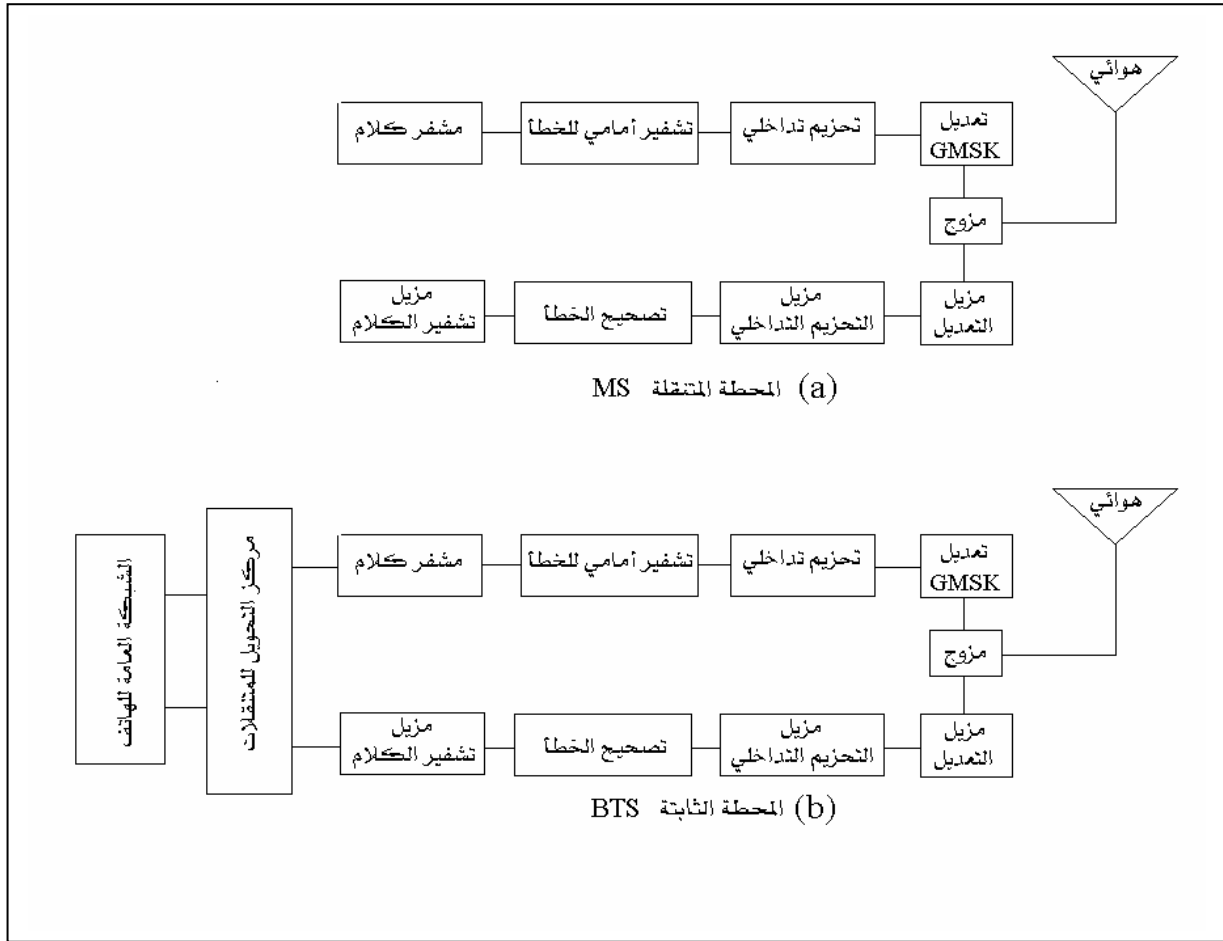 هوائي
مشفر كلام
تشفير أمامي للخطأ
تحزيم تداخلي
تعديل
GMSK
مزوج
مزيل
تشفير الكلام
تصحيح الخطأ
مزيل
التحزيم التداخلي
مزيل
التعديل
(a) المحطة المتنقلة MS
هوائي
الشبكة العامة للهاتف
مركز التحويل للمتنقلات
مشفر كلام
تشفير أمامي للخطأ
تحزيم تداخلي
تعديل
GMSK
مزوج
مزيل
تشفير الكلام
تصحيح الخطأ
مزيل
التحزيم التداخلي
مزيل
التعديل
(b) المحطة الثابتة BTS